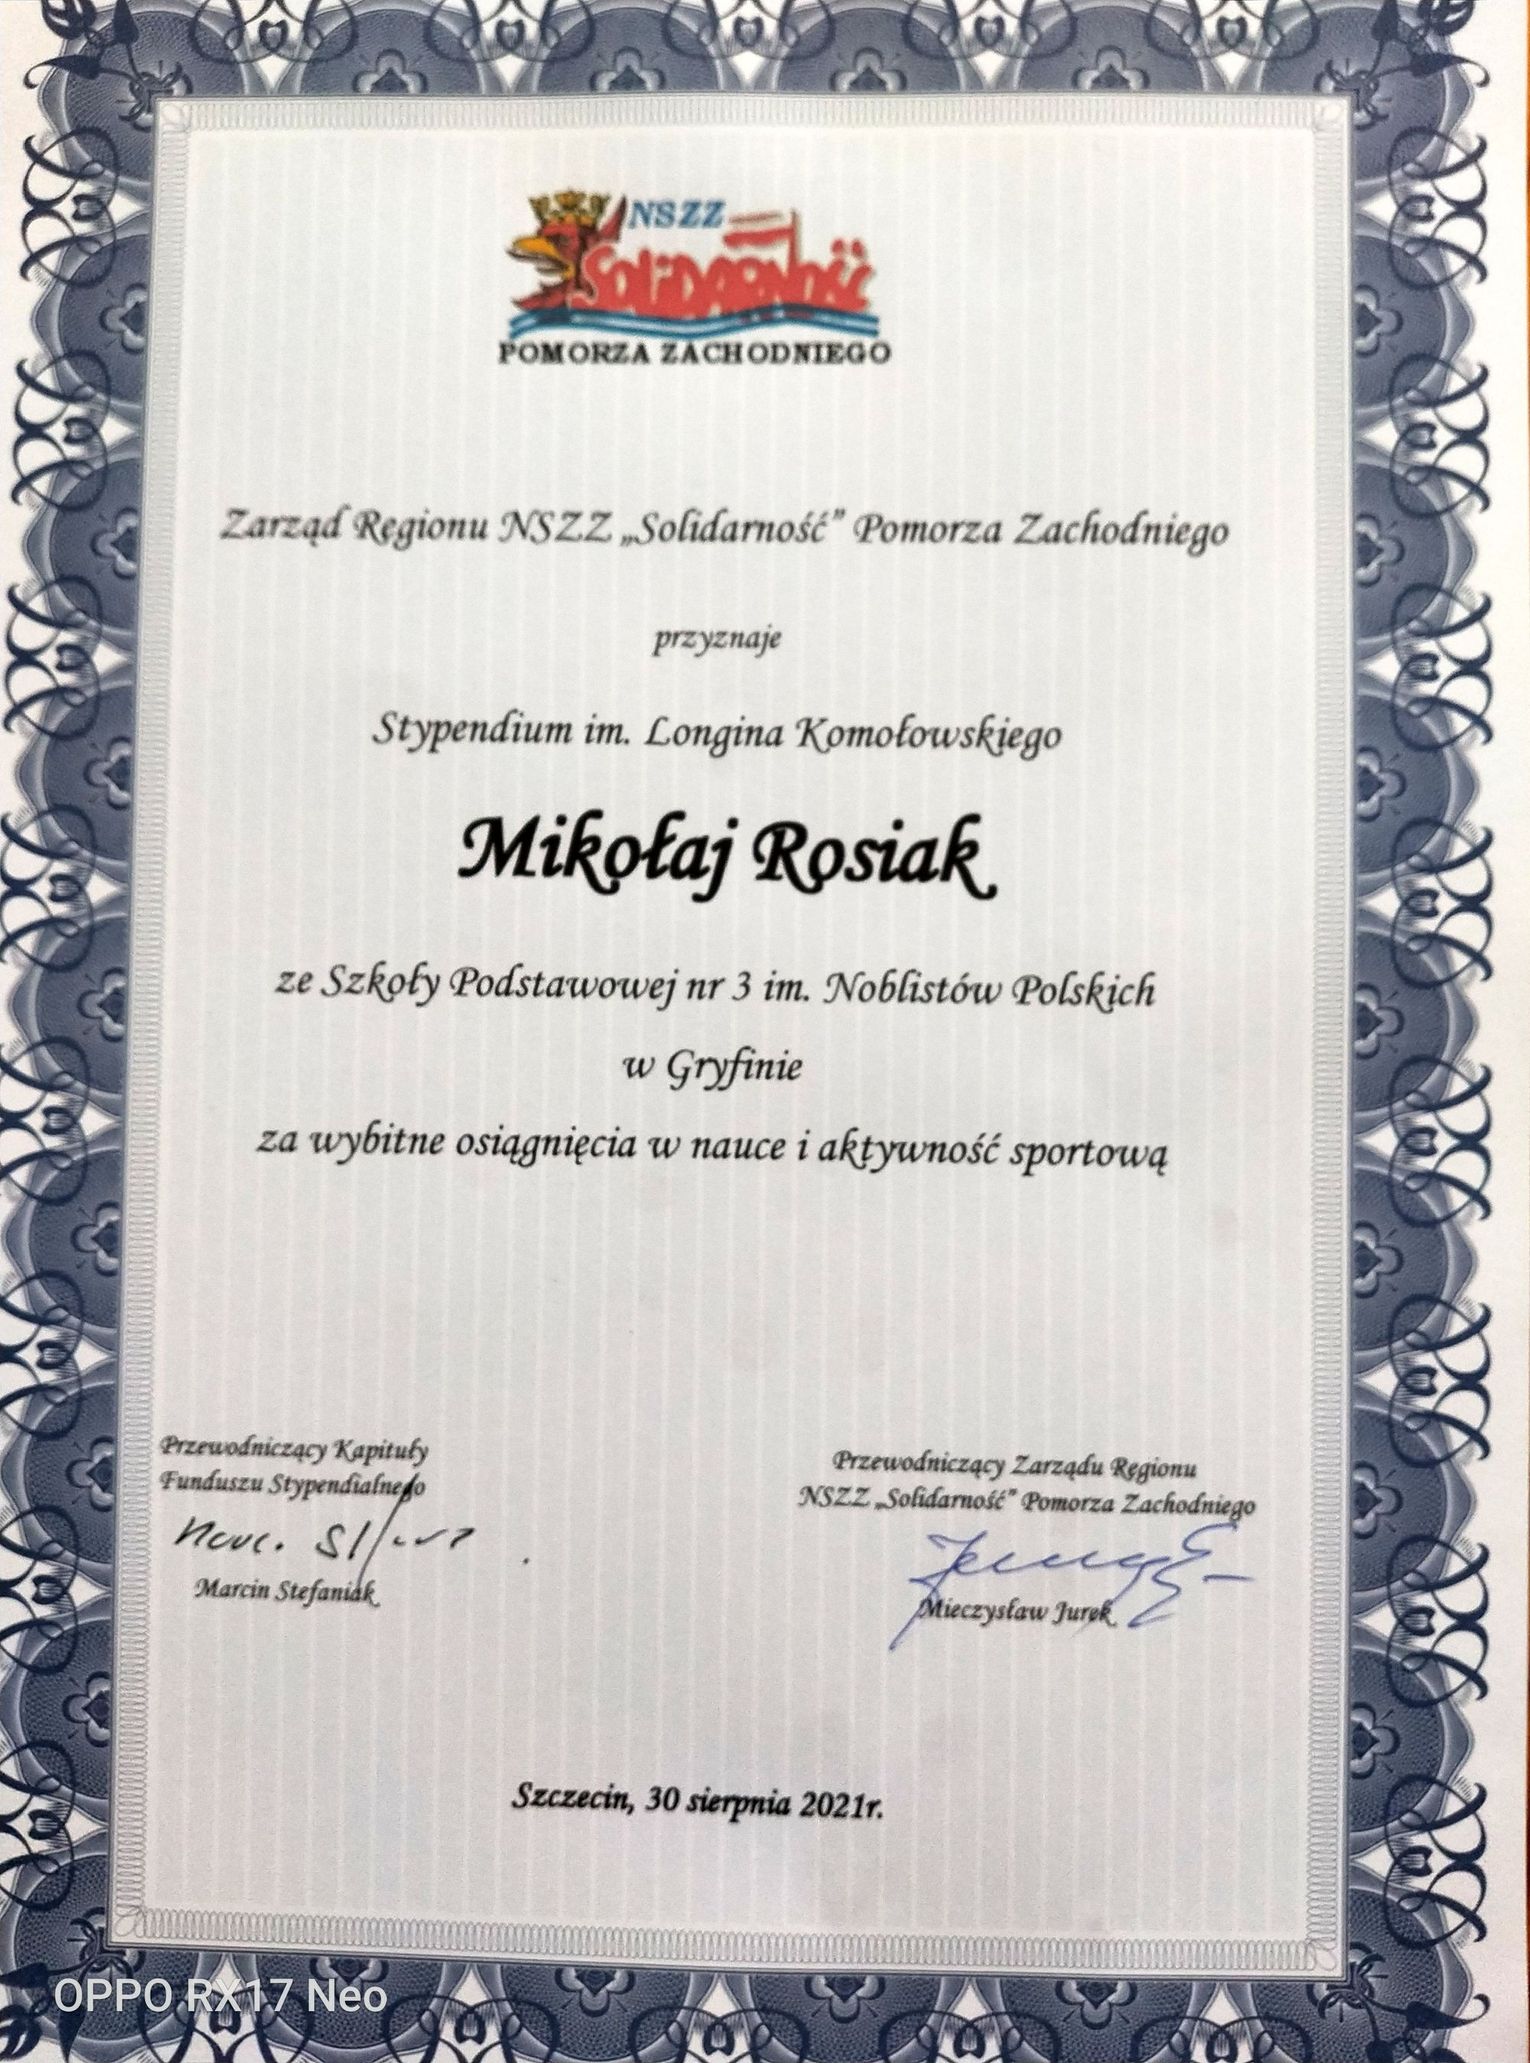 NSZZ
SOLIDARNOŚĆ
POMORZA ZACHODNIEGO
Zarząd Regionu NSZZ „Solidarność” Pomorza Zachodniego
przyznaje
Stypendium im. Longina Komołowskiego
Mikołaj Rosiak
ze Szkoły Podstawowej nr 3 im. Noblistów Polskich
w Gryfinie
za wybitne osiągnięcia w nauce i aktywność sportową
Przewodniczący Kapituły
Funduszu Stypendialnego
Marcin Stefaniak
Przewodniczący Zarządu Regionu
NSZZ „Solidarność” Pomorza Zachodniego
Mieczysław Jurek
Szczecin, 30 sierpnia 2021r.
OPPO RX17 Neo